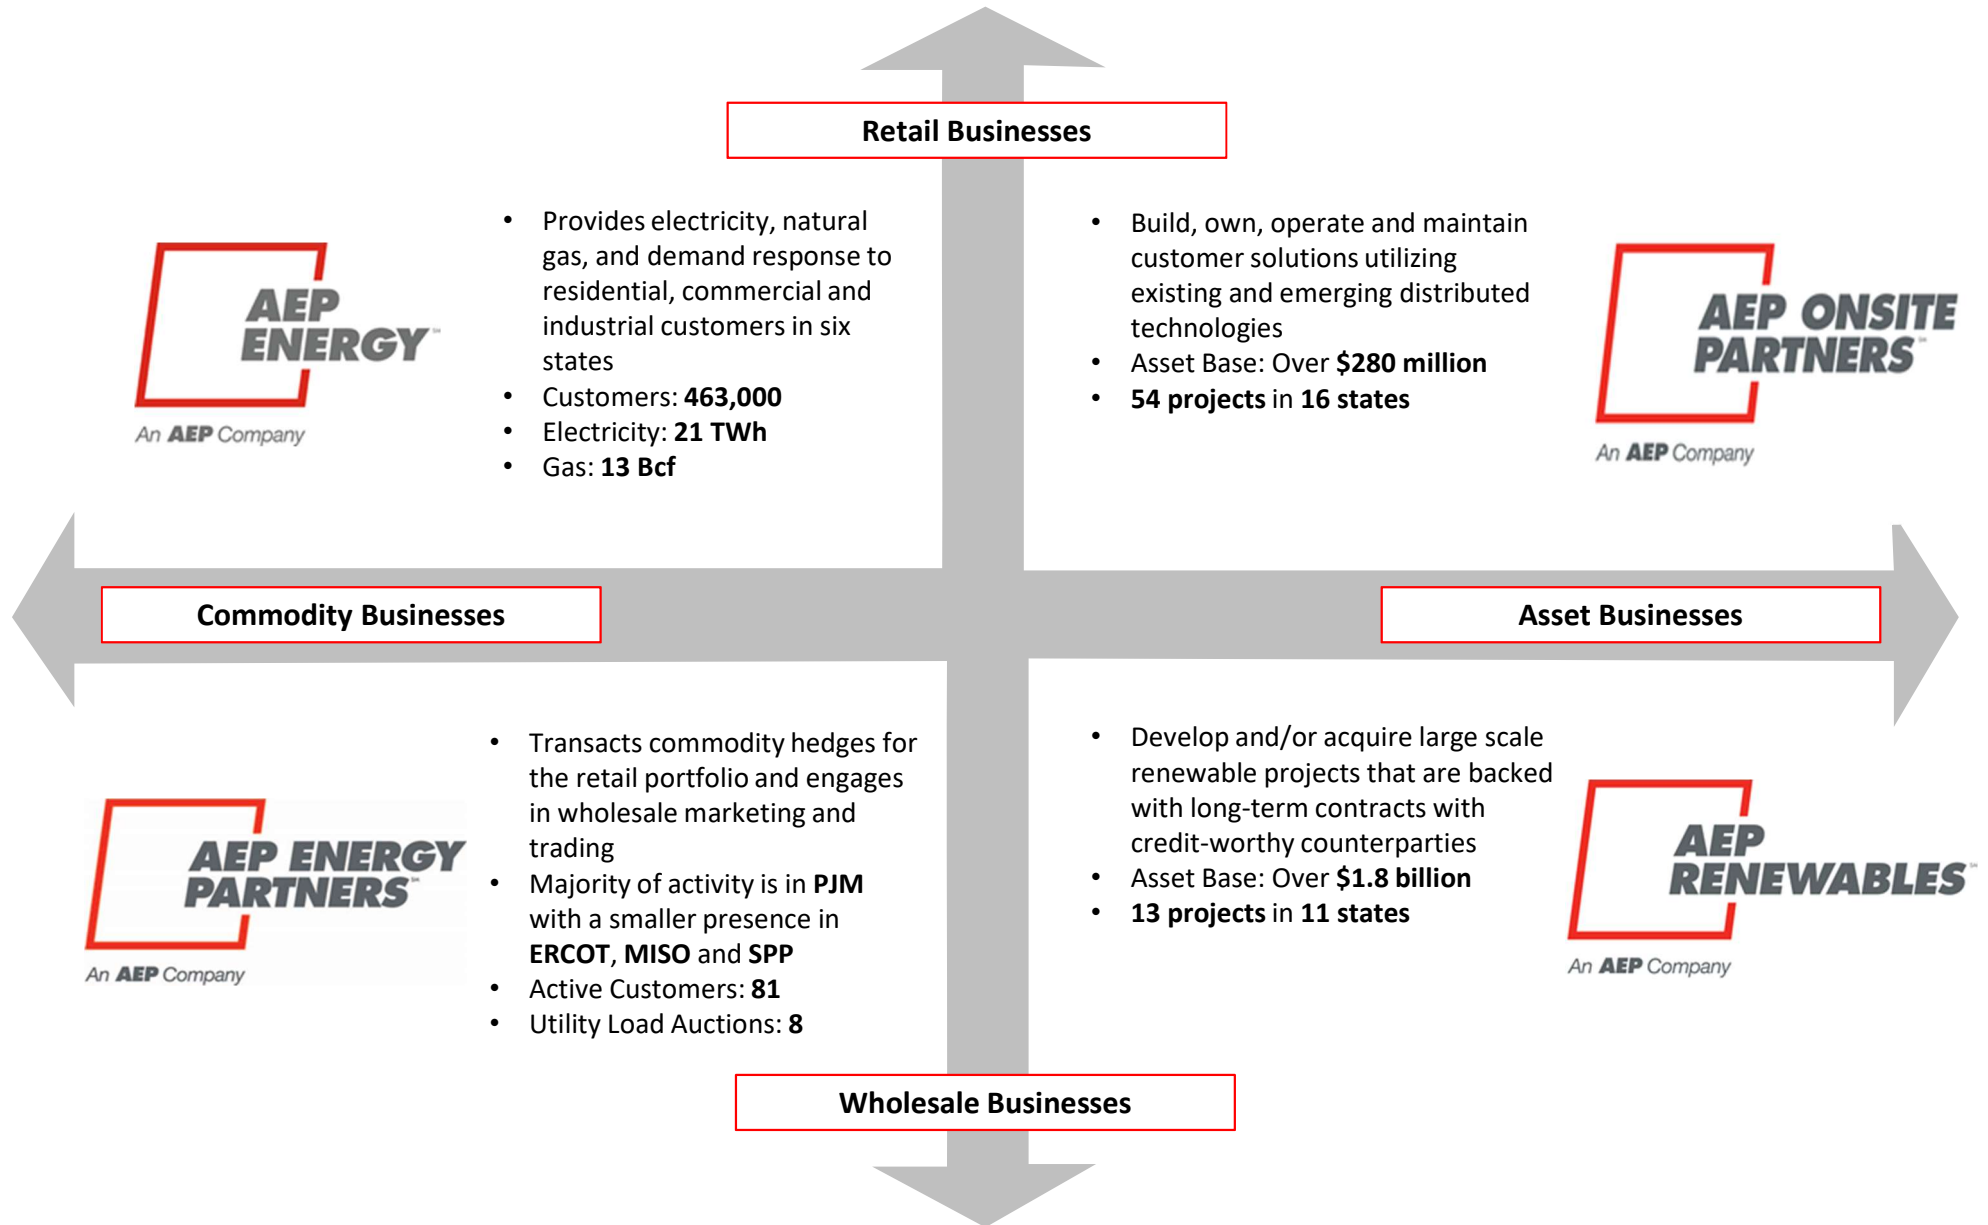 Retail Businesses
AEP
ENERGY℠
An AEP Company
• Provides electricity, natural
gas, and demand response to
residential, commercial and
industrial customers in six
states
• Customers: 463,000
• Electricity: 21 TWh
• Gas: 13 Bcf
• Build, own, operate and maintain
customer solutions utilizing
existing and emerging distributed
technologies
• Asset Base: Over $280 million
• 54 projects in 16 states
AEP ONSITE
PARTNERS℠
An AEP Company
Commodity Businesses
Asset Businesses
AEP ENERGY
PARTNERS℠
An AEP Company
• Transacts commodity hedges for
the retail portfolio and engages
in wholesale marketing and
trading
• Majority of activity is in PJM
with a smaller presence in
ERCOT, MISO and SPP
• Active Customers: 81
• Utility Load Auctions: 8
• Develop and/or acquire large scale
renewable projects that are backed
with long-term contracts with
credit-worthy counterparties
• Asset Base: Over $1.8 billion
• 13 projects in 11 states
AEP
RENEWABLES℠
An AEP Company
Wholesale Businesses